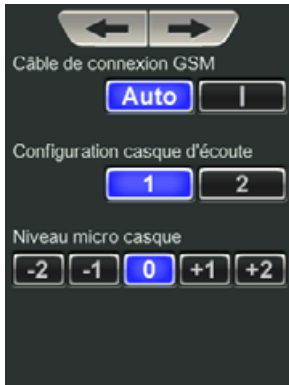 Câble de connexion GSM
Auto I
Configuration casque d'écoute
1 2
Niveau micro casque
-2 -1 0 +1 +2